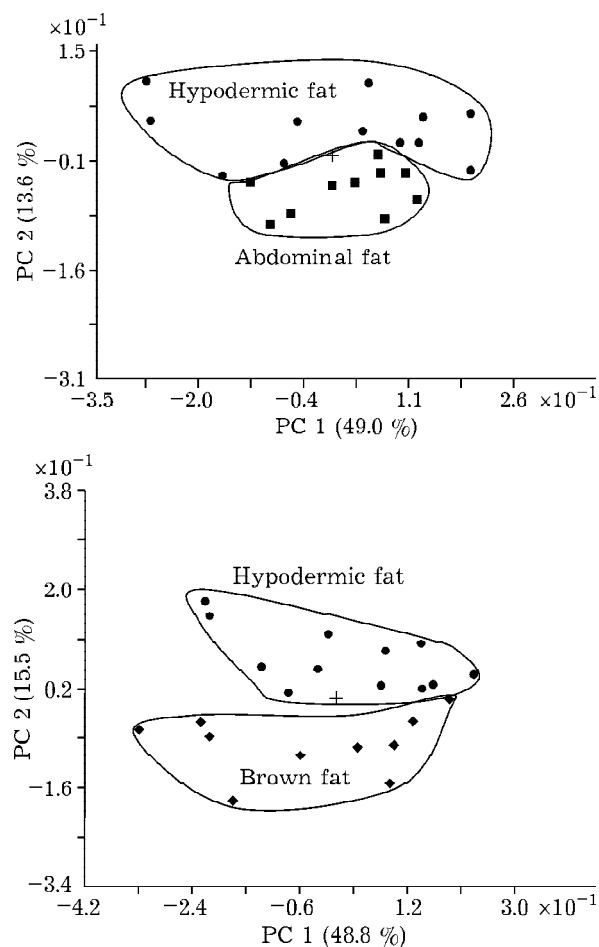 ×10⁻¹
1.5
Hypodermic fat
−0.1
PC 2 (13.6 %)
Abdominal fat
−1.6
−3.1
−3.5 −2.0 −0.4 1.1 2.6 ×10⁻¹
PC 1 (49.0 %)
×10⁻¹
3.8
Hypodermic fat
2.0
0.2
PC 2 (15.5 %)
Brown fat
−1.6
−3.4
−4.2 −2.4 −0.6 1.2 3.0 ×10⁻¹
PC 1 (48.8 %)